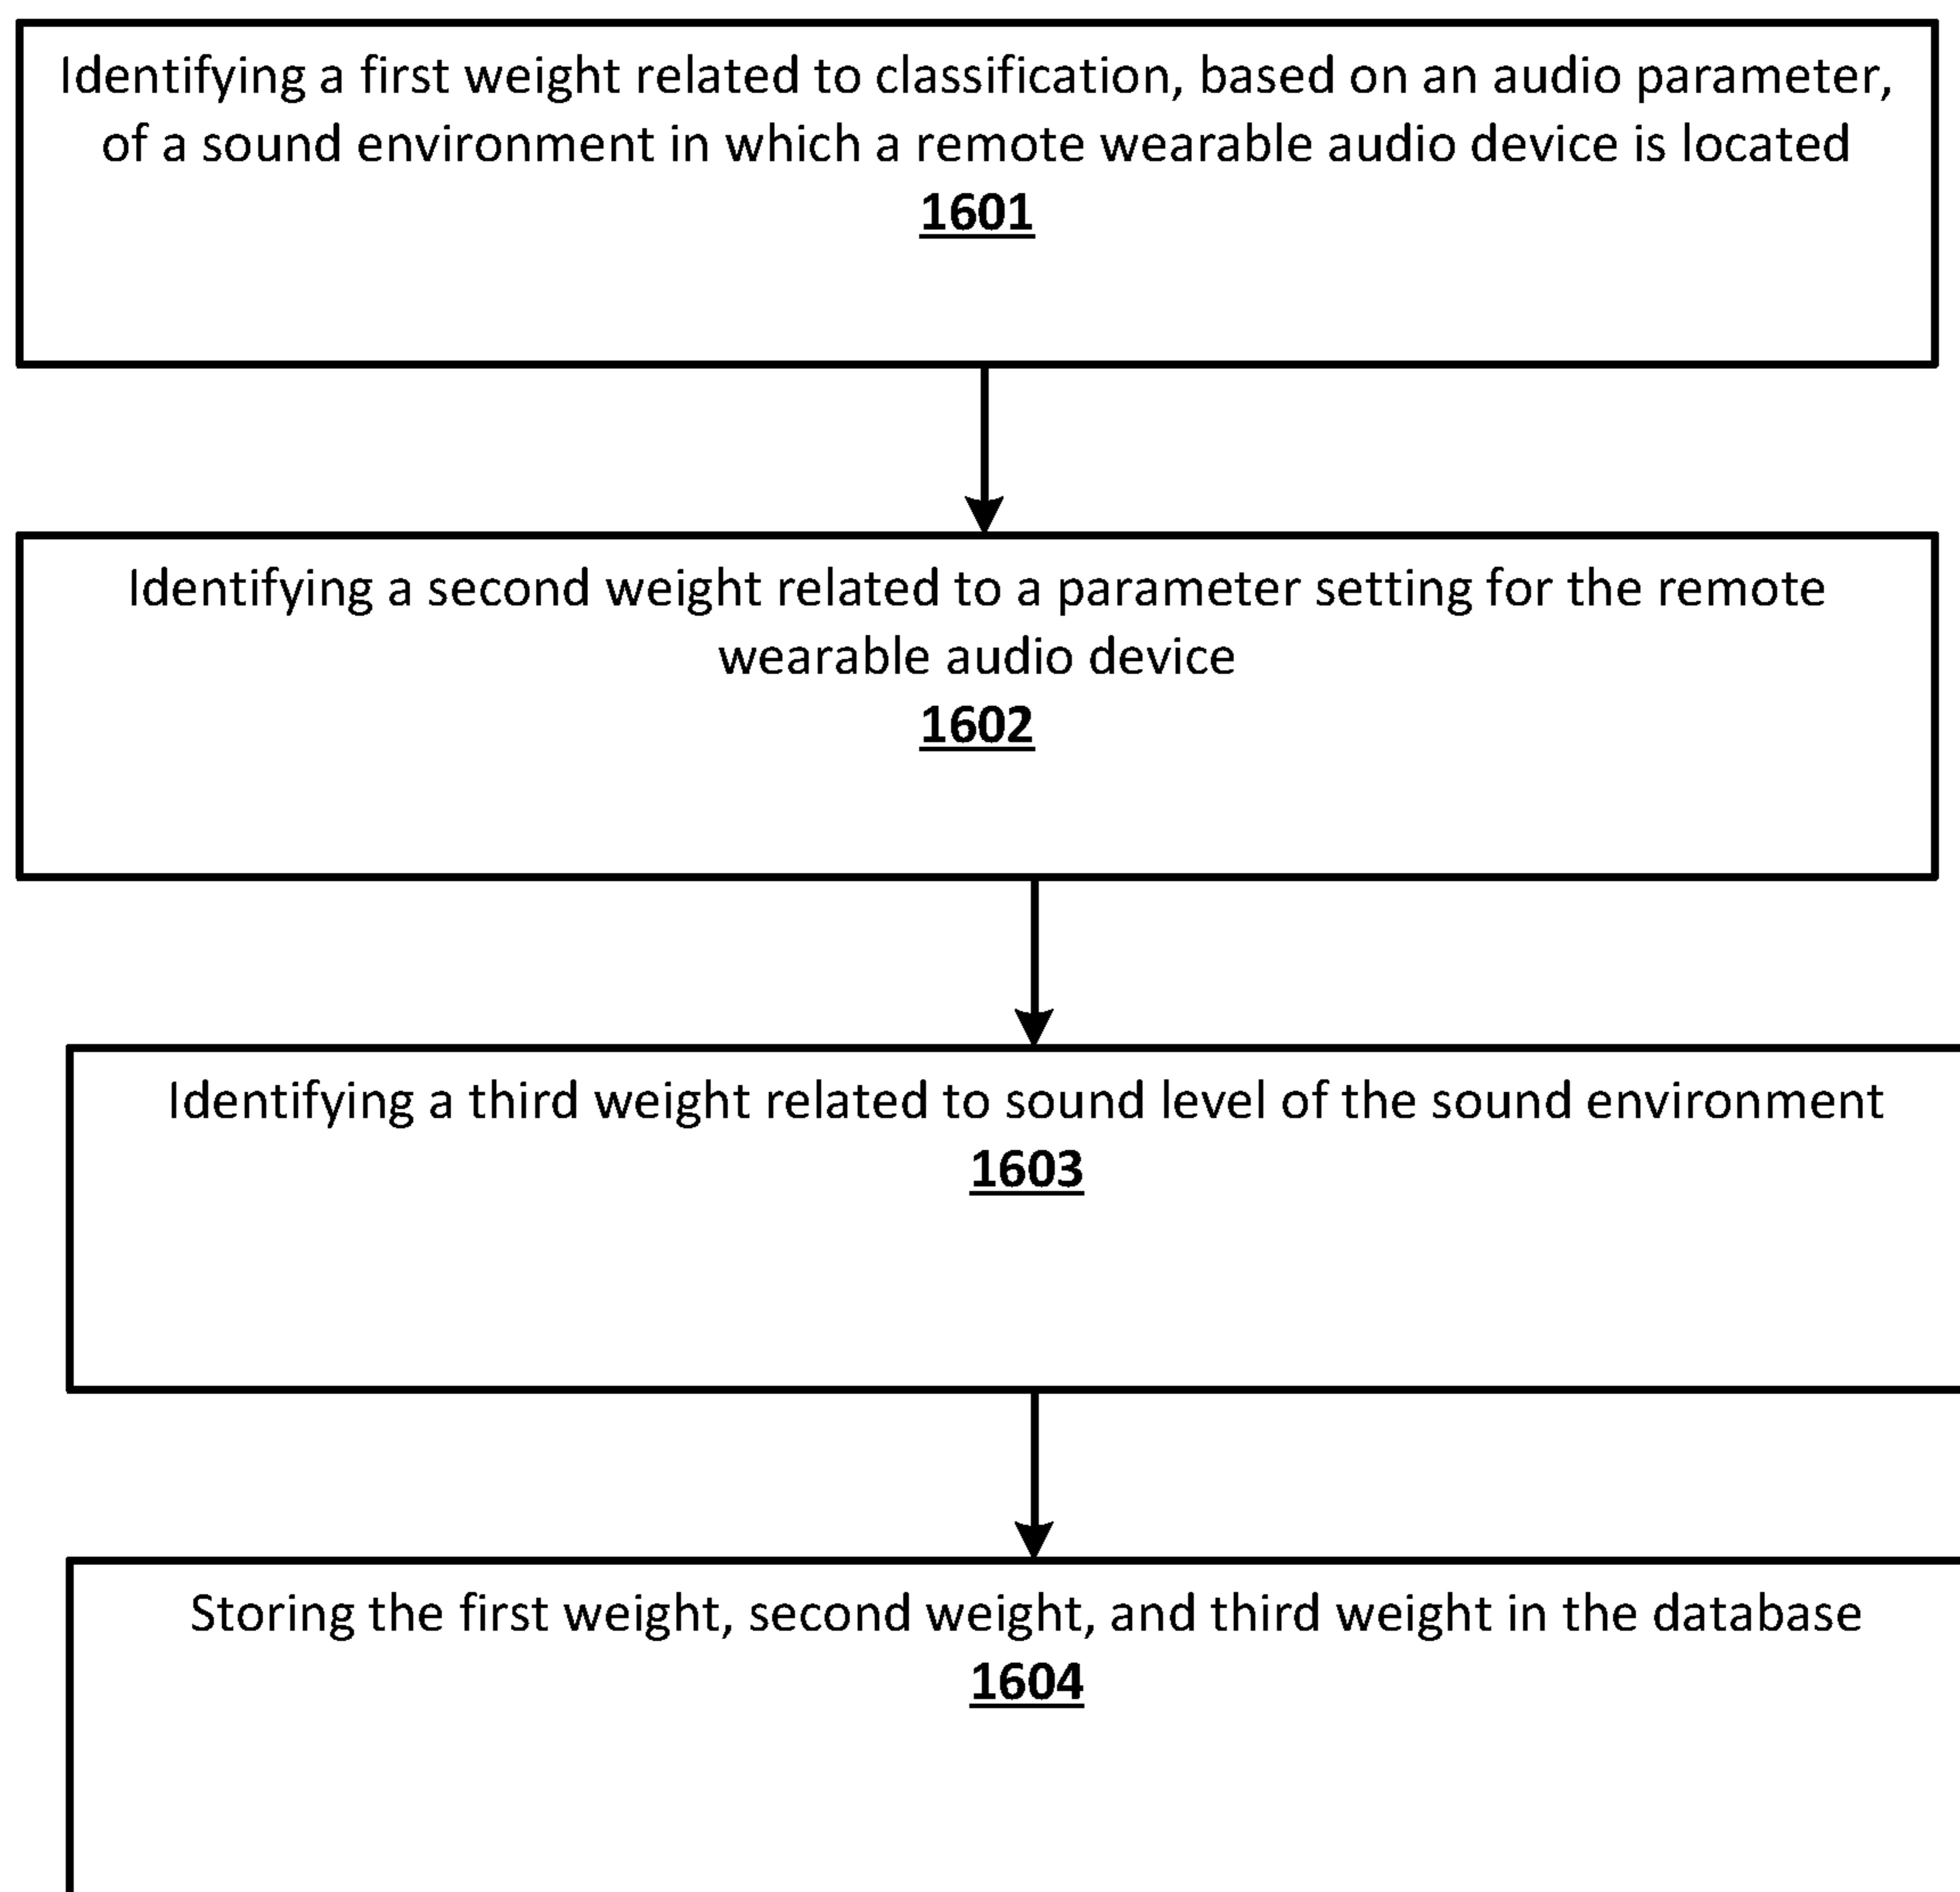 Identifying a first weight related to classification, based on an audio parameter,
of a sound environment in which a remote wearable audio device is located
1601
Identifying a second weight related to a parameter setting for the remote
wearable audio device
1602
Identifying a third weight related to sound level of the sound environment
1603
Storing the first weight, second weight, and third weight in the database
1604